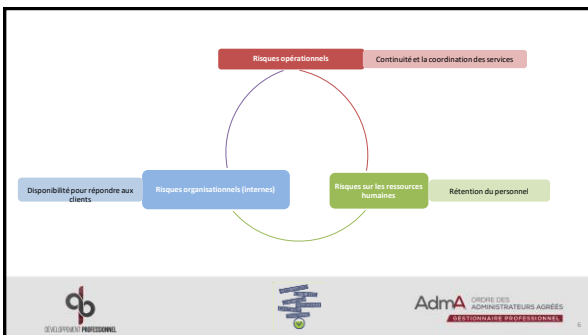 Risques opérationnels
Continuité et la coordination des services
Disponibilité pour répondre aux
clients
Risques organisationnels (internes)
Risques sur les ressources
humaines
Rétention du personnel
DÉVELOPPEMENT PROFESSIONNEL
AdmA
ORDRE DES
ADMINISTRATEURS AGRÉÉS
GESTIONNAIRE PROFESSIONNEL
6